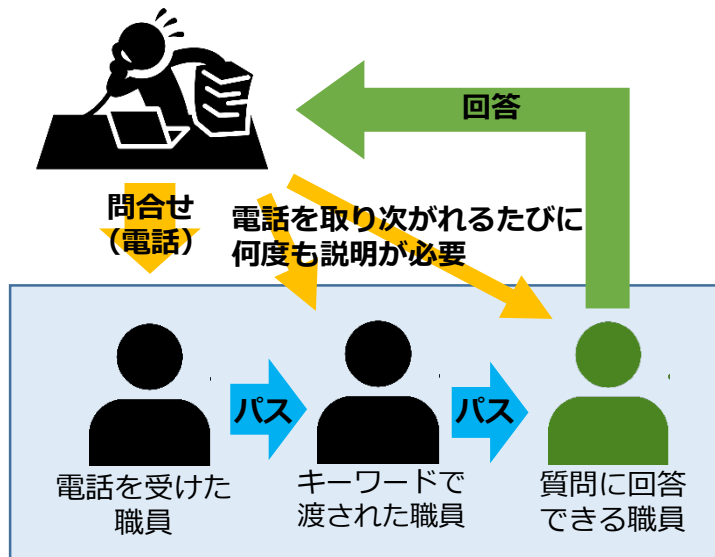 回答
問合せ
（電話）
電話を取り次がれるたびに
何度も説明が必要
パス
パス
電話を受けた
職員
キーワードで
渡された職員
質問に回答
できる職員